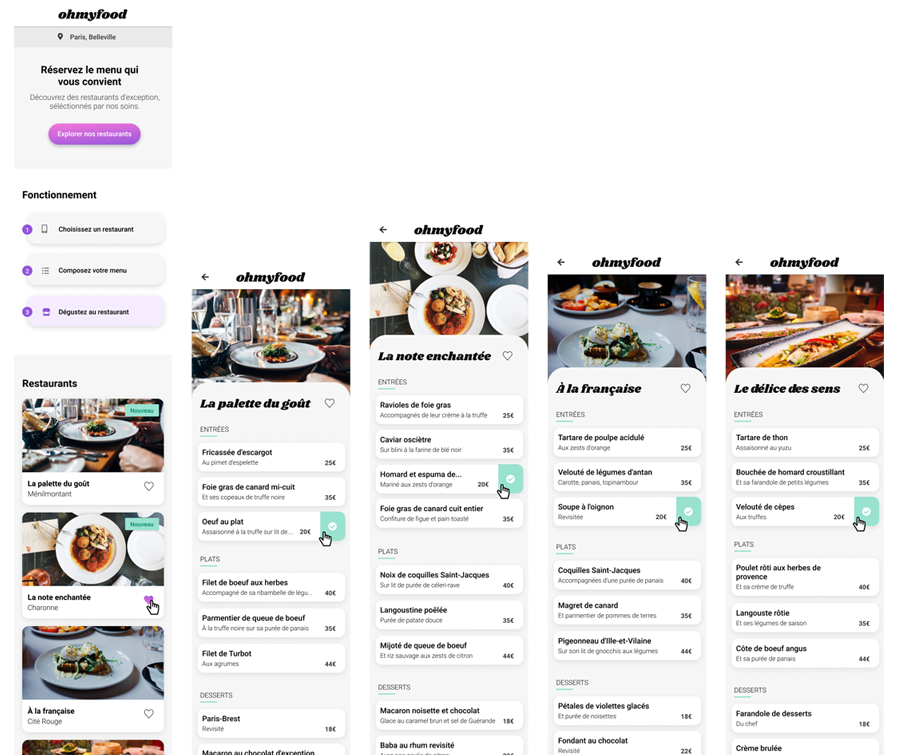 ohmyfood
Paris, Belleville
Réservez le menu qui
vous convient
Découvrez des restaurants d'exception,
séléctionnés par nos soins.
Explorer nos restaurants
Fonctionnement
1 Choisissez un restaurant
2 Composez votre menu
3 Dégustez au restaurant
Restaurants
Nouveau
La palette du goût
Ménilmontant
Nouveau
La note enchantée
Charonne
À la française
Cité Rouge
ohmyfood
La palette du goût
ENTRÉES
Fricassée d'escargot
Au pimet d'espelette 25€
Foie gras de canard mi-cuit
Et ses copeaux de truffe noire 35€
Oeuf au plat
Assaisonné à la truffe sur lit de... 20€
PLATS
Filet de boeuf aux herbes
Accompagné de sa ribambelle de légu... 40€
Parmentier de queue de boeuf
À la truffe noire sur sa purée de panais 35€
Filet de Turbot
Aux agrumes 44€
DESSERTS
Paris-Brest
Revisité 18€
Macaron au chocolat d'exception
ohmyfood
La note enchantée
ENTRÉES
Ravioles de foie gras
Accompagnés de leur crème à la truffe 25€
Caviar osciètre
Sur blini à la farine de blé noir 35€
Homard et espuma de...
Mariné aux zests d'orange 20€
Foie gras de canard cuit entier
Confiture de figue et pain toasté 35€
PLATS
Noix de coquilles Saint-Jacques
Sur lit de purée de céleri-rave 40€
Langoustine poêlée
Purée de patate douce 35€
Mijoté de queue de boeuf
Et riz sauvage aux zests de citron 44€
DESSERTS
Macaron noisette et chocolat
Glace au caramel brun et sel de Guérande 18€
Baba au rhum revisité
ohmyfood
À la française
ENTRÉES
Tartare de poulpe acidulé
Aux zests d'orange 25€
Velouté de légumes d'antan
Carotte, panais, topinambour 35€
Soupe à l'oignon
Revisitée 20€
PLATS
Coquilles Saint-Jacques
Accompagnées d'une purée de panais 40€
Magret de canard
Et parmentier de pommes de terres 35€
Pigeonneau d'Ille-et-Vilaine
Sur son lit de gnocchis aux légumes 44€
DESSERTS
Pétales de violettes glacés
Et purée de noisettes 18€
Fondant au chocolat
Revisité 22€
ohmyfood
Le délice des sens
ENTRÉES
Tartare de thon
Assaisonné au yuzu 25€
Bouchée de homard croustillant
Et sa farandole de petits légumes 35€
Velouté de cèpes
Aux truffes 20€
PLATS
Poulet rôti aux herbes de
provence
Et sa crème de truffe 40€
Langouste rôtie
Et ses légumes de saison 35€
Côte de boeuf angus
Et sa purée de panais 44€
DESSERTS
Farandole de desserts
Du chef 18€
Crème brulée